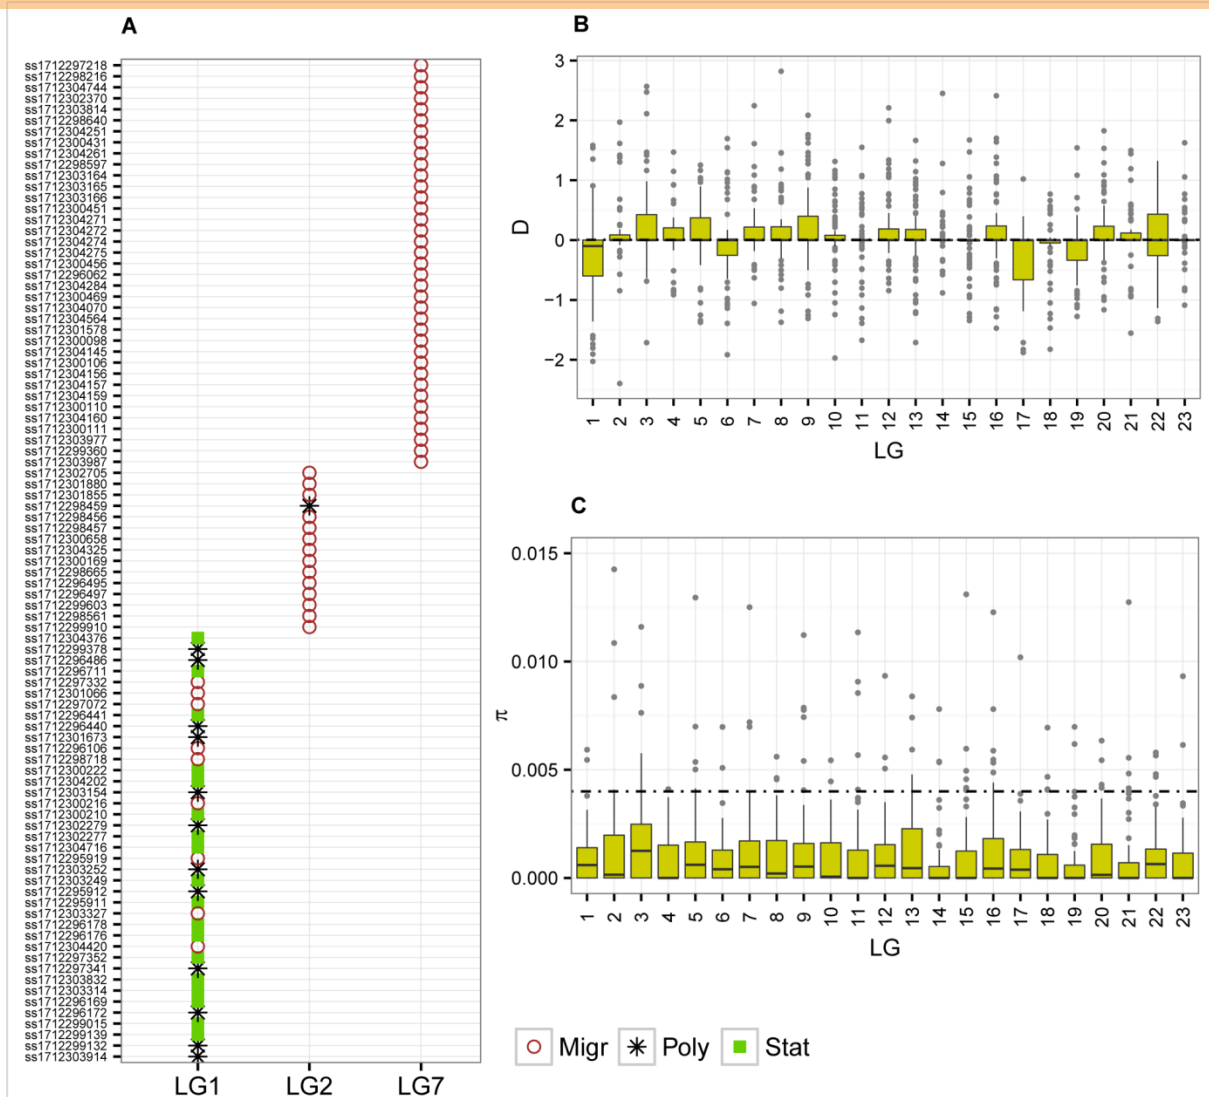 A
ss1712297218
ss1712298216
ss1712304744
ss1712302370
ss1712303814
ss1712298640
ss1712304251
ss1712300431
ss1712304261
ss1712298597
ss1712303164
ss1712303165
ss1712303166
ss1712300451
ss1712304271
ss1712304272
ss1712304274
ss1712304275
ss1712300456
ss1712296062
ss1712304284
ss1712300469
ss1712304070
ss1712304564
ss1712301578
ss1712300098
ss1712304145
ss1712300106
ss1712304156
ss1712304157
ss1712304159
ss1712300110
ss1712304160
ss1712300111
ss1712303977
ss1712299360
ss1712303987
ss1712302705
ss1712301880
ss1712301855
ss1712298459
ss1712298456
ss1712298457
ss1712300658
ss1712304325
ss1712300169
ss1712298665
ss1712296495
ss1712296497
ss1712299603
ss1712298561
ss1712299910
ss1712304376
ss1712299378
ss1712296486
ss1712296711
ss1712297332
ss1712301066
ss1712297072
ss1712296441
ss1712296440
ss1712301673
ss1712296106
ss1712298718
ss1712300222
ss1712304202
ss1712303154
ss1712300216
ss1712300210
ss1712302279
ss1712302277
ss1712304716
ss1712295919
ss1712303252
ss1712303249
ss1712295912
ss1712295911
ss1712303327
ss1712296178
ss1712296176
ss1712304420
ss1712297352
ss1712297341
ss1712303832
ss1712303314
ss1712296169
ss1712296172
ss1712299015
ss1712299139
ss1712299132
ss1712303914
LG1 LG2 LG7
B
3
2
1
0
−1
−2
D
1 2 3 4 5 6 7 8 9 10 11 12 13 14 15 16 17 18 19 20 21 22 23
LG
C
0.015
0.010
0.005
0.000
π
1 2 3 4 5 6 7 8 9 10 11 12 13 14 15 16 17 18 19 20 21 22 23
LG
Migr Poly Stat